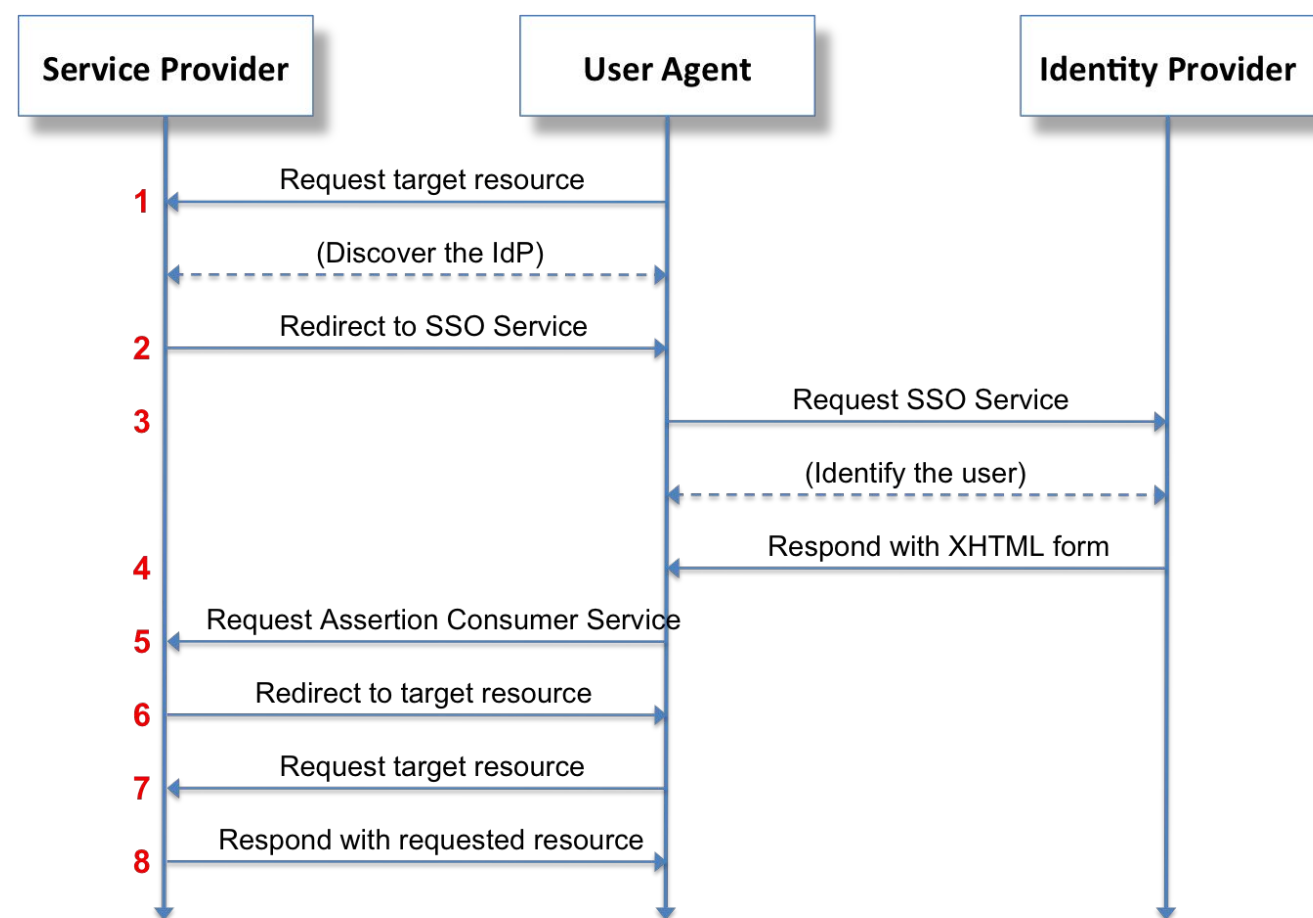 Service Provider
User Agent
Identity Provider
Request target resource
1
(Discover the IdP)
Redirect to SSO Service
2
Request SSO Service
3
(Identify the user)
Respond with XHTML form
4
Request Assertion Consumer Service
5
Redirect to target resource
6
Request target resource
7
Respond with requested resource
8